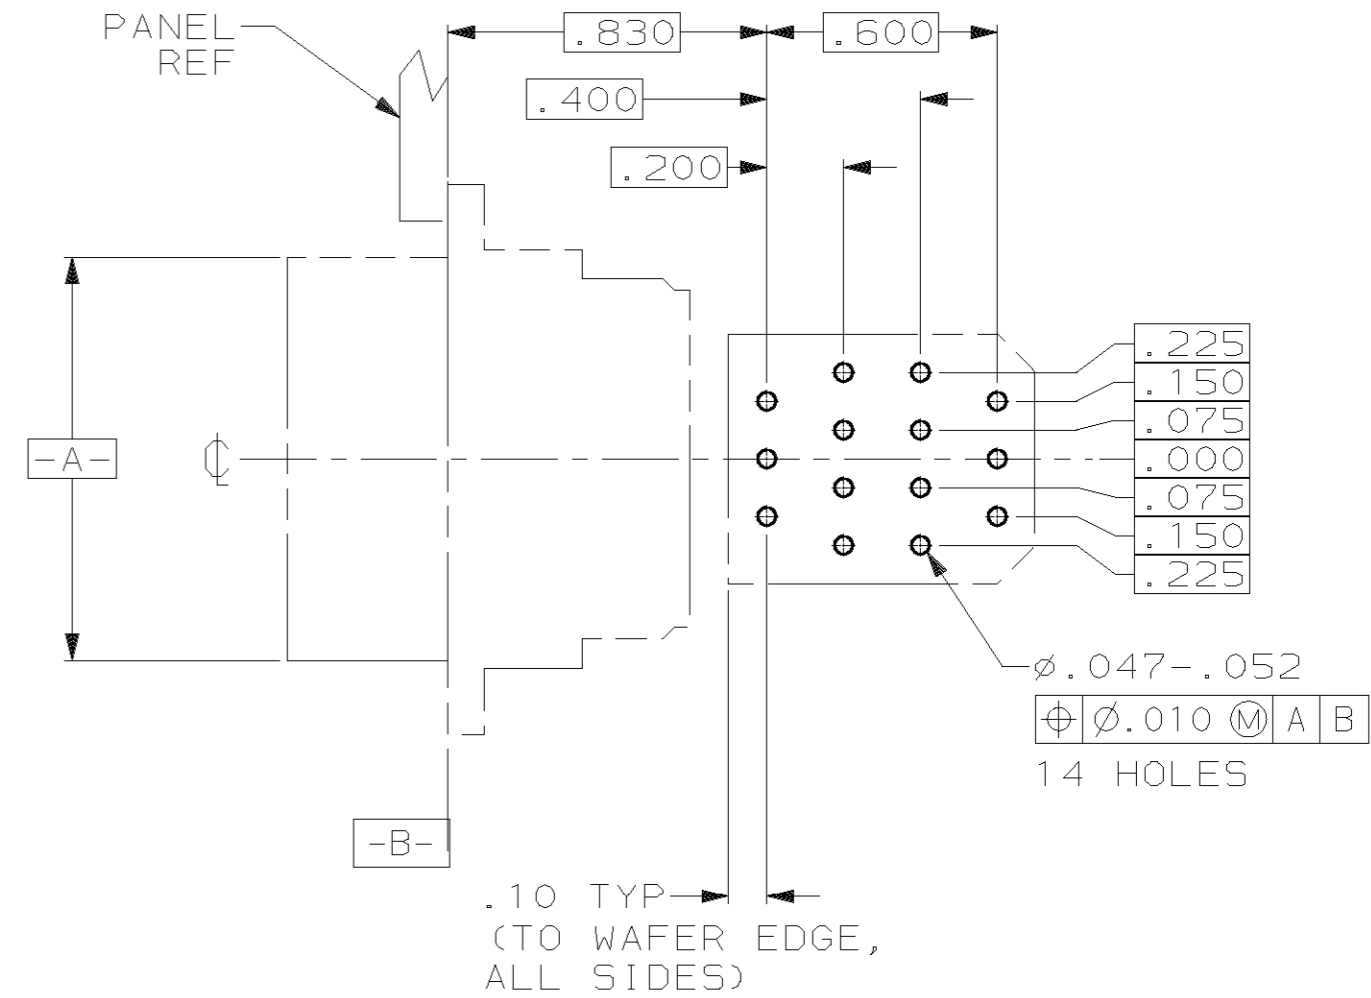 PANEL
REF
.830
.600
.400
.200
.225
.150
.075
.000
.075
.150
.225
-A-
℄
⌀.047-.052
⌖ ⌀.010 Ⓜ A B
14 HOLES
-B-
.10 TYP
(TO WAFER EDGE,
ALL SIDES)